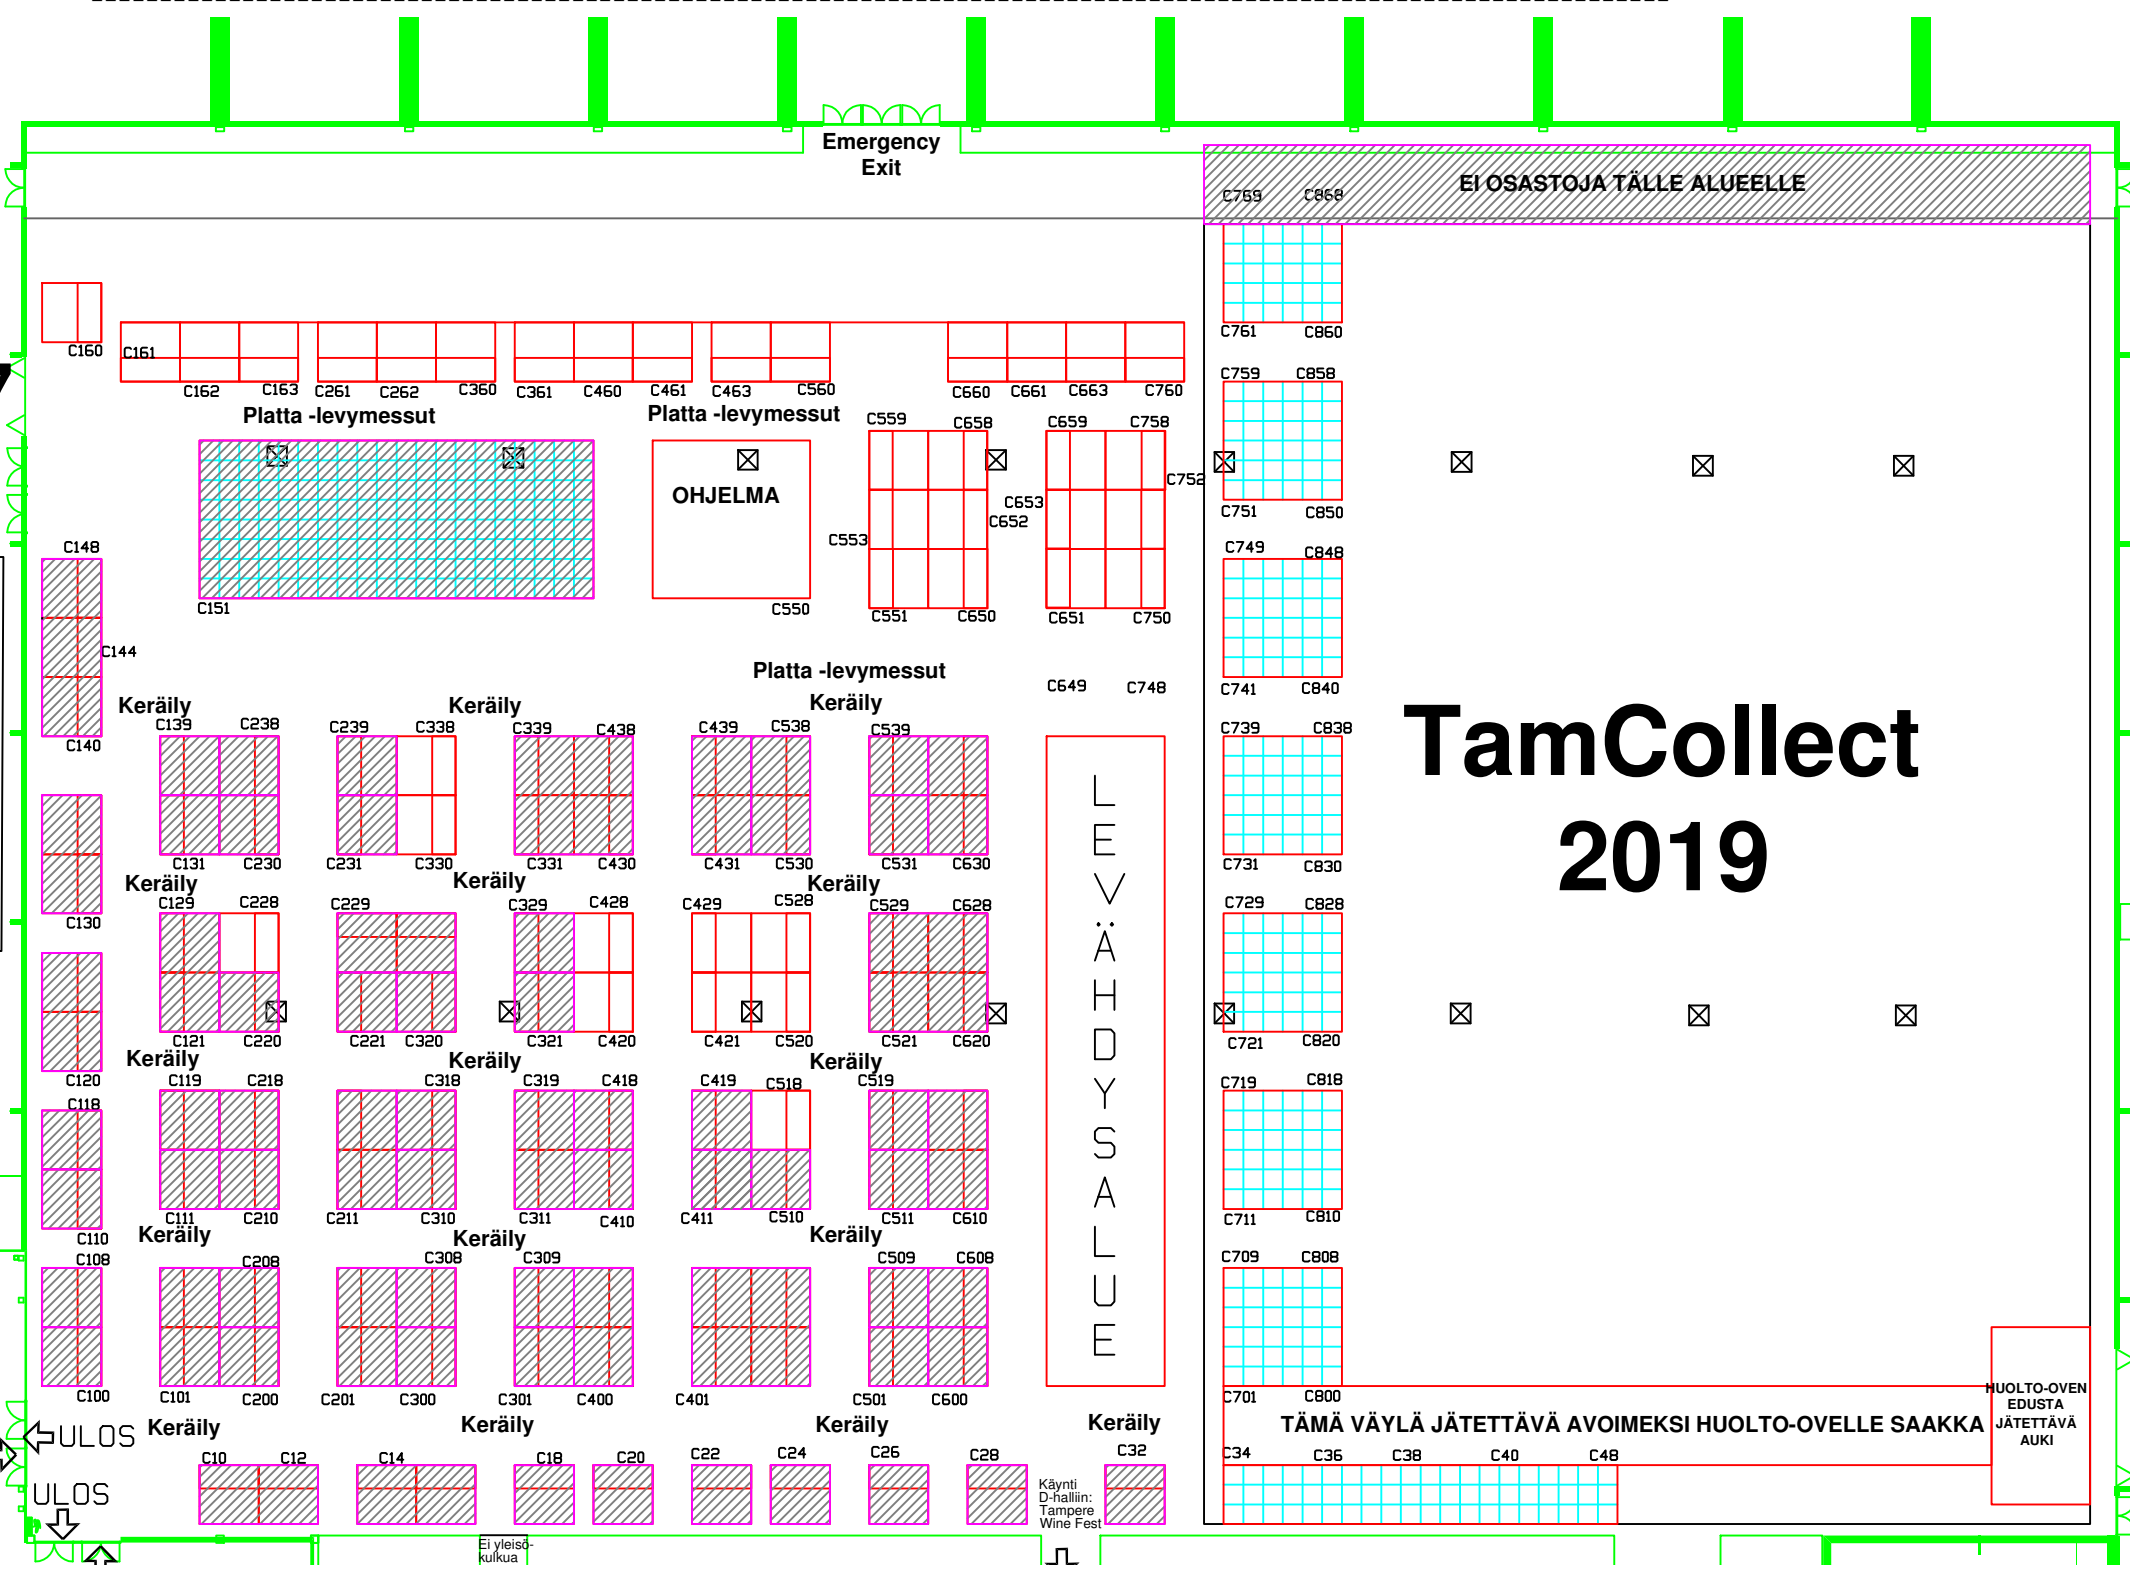 Emergency
Exit
EI OSASTOJA TÄLLE ALUEELLE
C769 C868
C761 C860
C160 C161
C162 C163 C261 C262 C360 C361 C460 C461 C463 C560 C660 C661 C663 C760
Platta -levymessut Platta -levymessut
C759 C858
C559 C658 C659 C758
C752
OHJELMA
C653
C652
C751 C850
C553
C148
C749 C848
C151 C550 C551 C650 C651 C750
C144
Platta -levymessut
C649 C748
C741 C840
Keräily Keräily Keräily
C139 C238 C239 C338 C339 C438 C439 C538 C539
C739 C838
C140
TamCollect
2019
C131 C230 C231 C330 C331 C430 C431 C530 C531 C630
C731 C830
Keräily Keräily Keräily
C129 C228 C229 C329 C428 C429 C528 C529 C628
C729 C828
C130
LEVÄHDYSALUE
C121 C220 C221 C320 C321 C420 C421 C520 C521 C620
C721 C820
Keräily Keräily Keräily
C120
C119 C218 C318 C319 C418 C419 C518 C519
C719 C818
C118
C111 C210 C211 C310 C311 C410 C411 C510 C511 C610
C711 C810
Keräily Keräily Keräily
C110
C108 C208 C308 C309 C509 C608
C709 C808
C100 C101 C200 C201 C300 C301 C400 C401 C501 C600
C701 C800
HUOLTO-OVEN
EDUSTA
JÄTETTÄVÄ
AUKI
TÄMÄ VÄYLÄ JÄTETTÄVÄ AVOIMEKSI HUOLTO-OVELLE SAAKKA
ULOS
Keräily Keräily Keräily Keräily
C10 C12 C14 C18 C20 C22 C24 C26 C28 C32
C34 C36 C38 C40 C48
ULOS
Käynti
D-halliin:
Tampere
Wine Fest
Ei yleisö-
kulkua